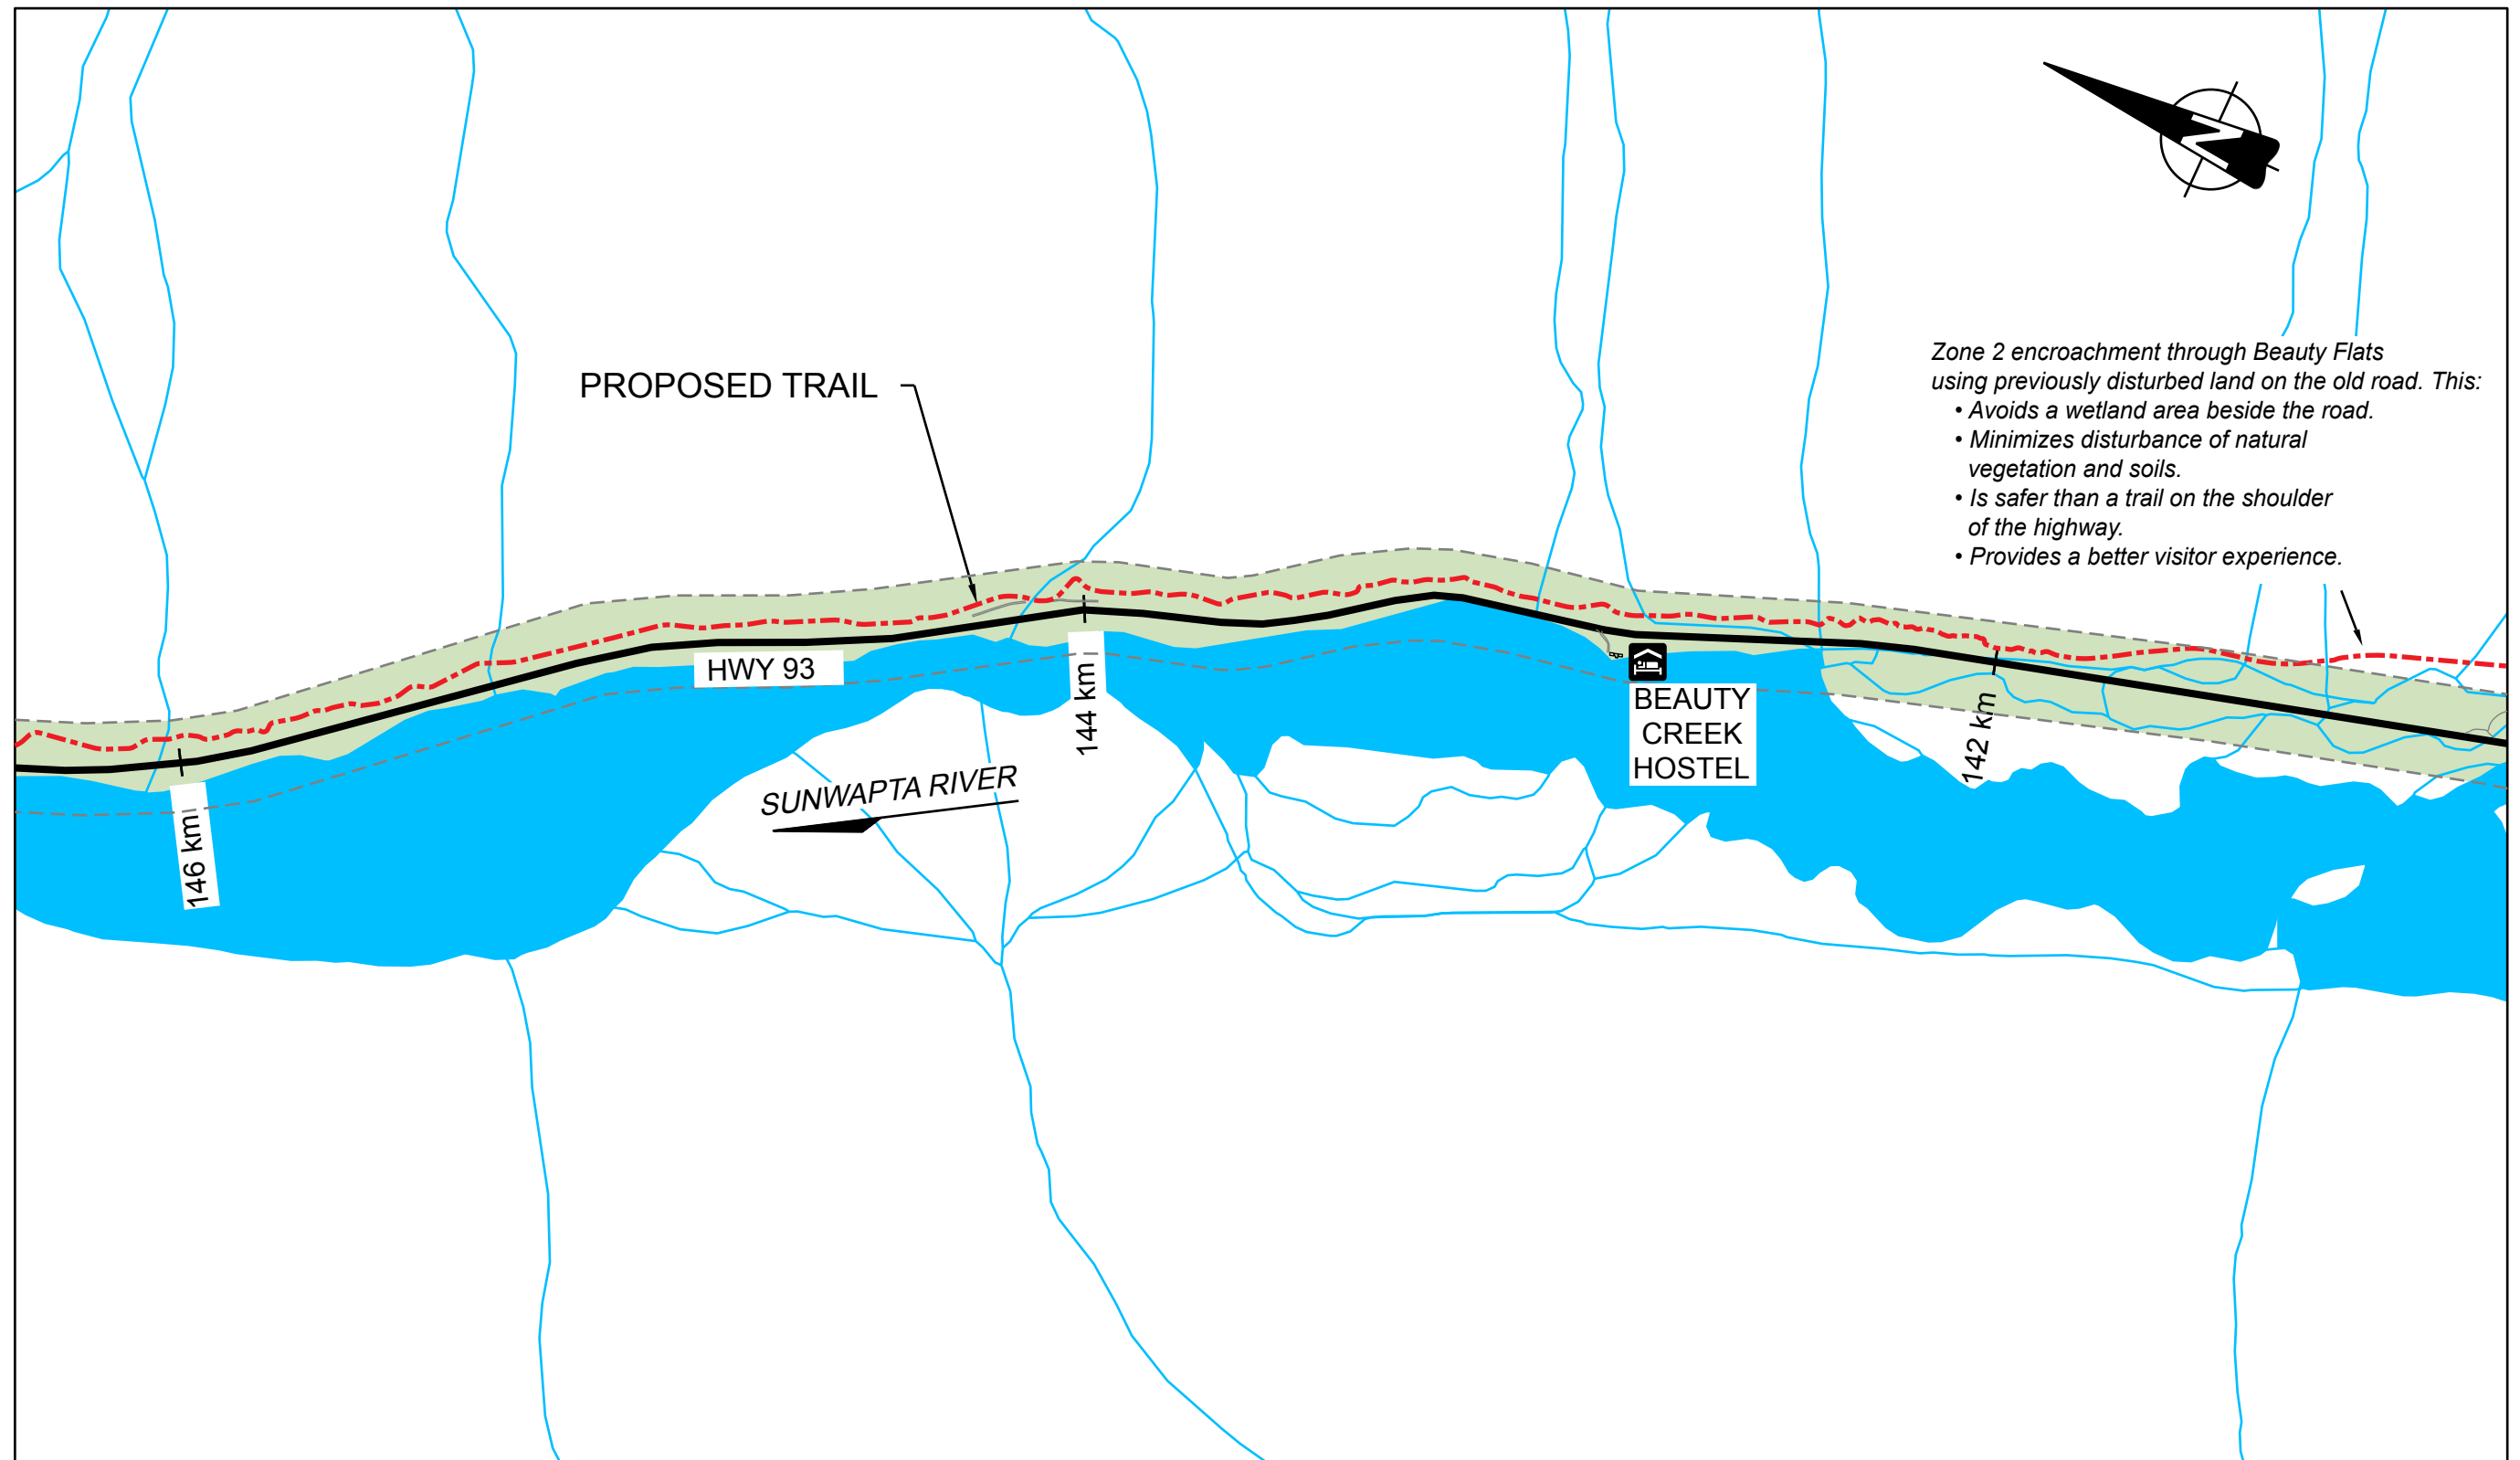 Zone 2 encroachment through Beauty Flats
using previously disturbed land on the old road. This:
• Avoids a wetland area beside the road.
• Minimizes disturbance of natural
vegetation and soils.
• Is safer than a trail on the shoulder
of the highway.
• Provides a better visitor experience.
PROPOSED TRAIL
HWY 93
146 km
144 km
142 km
BEAUTY
CREEK
HOSTEL
SUNWAPTA RIVER
N